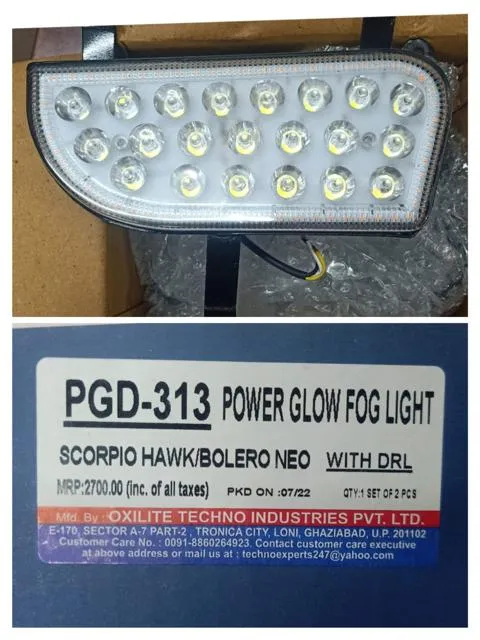 PGD-313 POWER GLOW FOG LIGHT
SCORPIO HAWK/BOLERO NEO WITH DRL
MRP:2700.00 (inc. of all taxes) PKD ON :07/22 QTY:1 SET OF 2 PCS
Mfd. By : OXILITE TECHNO INDUSTRIES PVT. LTD.
E-170, SECTOR A-7 PART-2 , TRONICA CITY, LONI, GHAZIABAD, U.P. 201102
Customer Care No. : 0091-8860264923. Contact customer care executive
at above address or mail us at : technoexperts247@yahoo.com